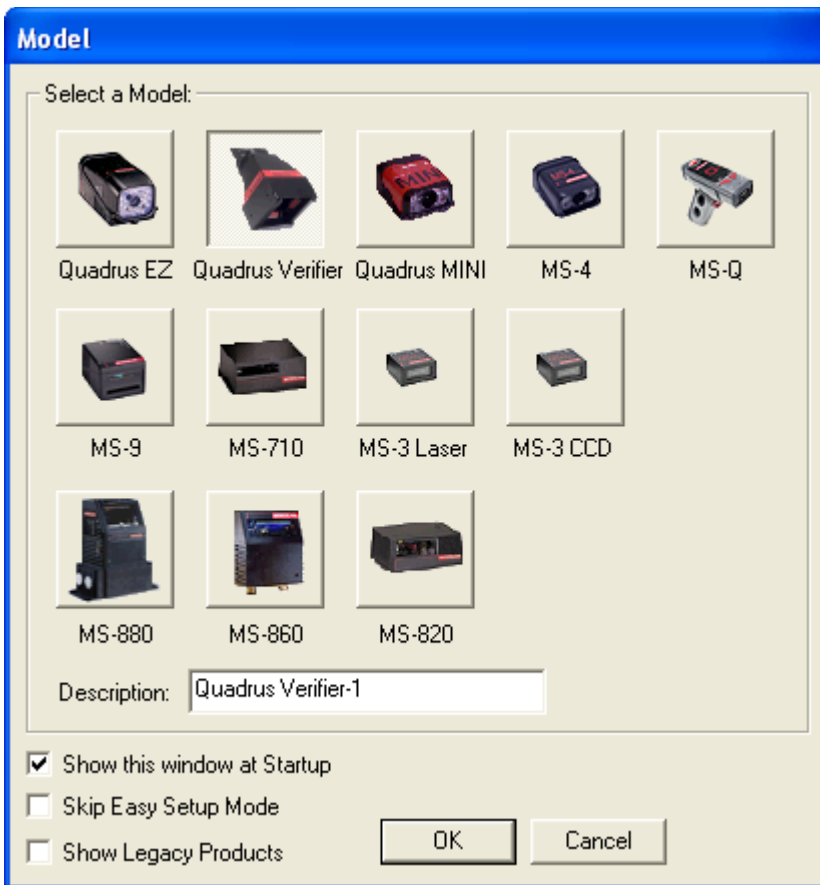 Model
Select a Model:
Quadrus EZ Quadrus Verifier Quadrus MINI MS-4 MS-Q
MS-9 MS-710 MS-3 Laser MS-3 CCD
MS-880 MS-860 MS-820
Description: Quadrus Verifier-1
Show this window at Startup
Skip Easy Setup Mode
Show Legacy Products
OK Cancel